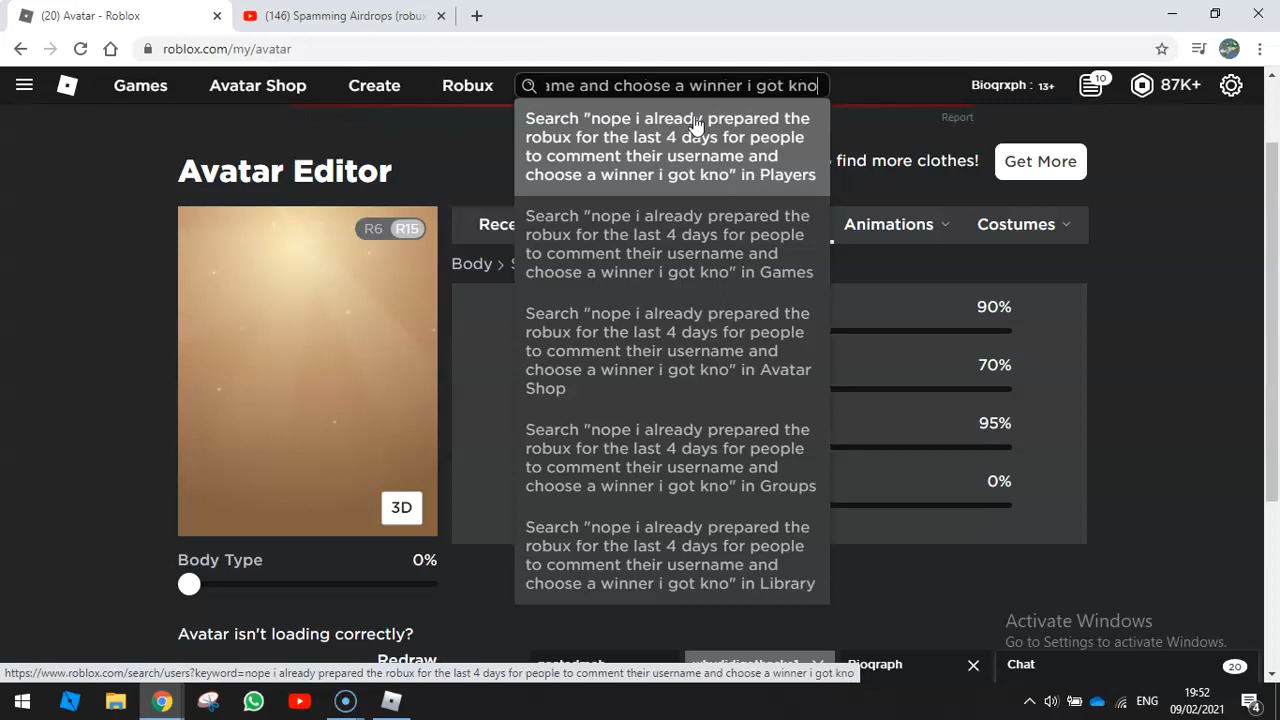 (20) Avatar - Roblox
(146) Spamming Airdrops (robux
roblox.com/my/avatar
Games
Avatar Shop
Create
Robux
ame and choose a winner i got kno
Bioqrxph : 13+
10
87K+
Search "nope i already prepared the
robux for the last 4 days for people
to comment their username and
choose a winner i got kno" in Players
Report
Avatar Editor
o find more clothes!
Get More
R6
R15
Rece
Animations
Costumes
Search "nope i already prepared the
robux for the last 4 days for people
to comment their username and
choose a winner i got kno" in Games
Body > S
90%
Search "nope i already prepared the
robux for the last 4 days for people
to comment their username and
choose a winner i got kno" in Avatar
Shop
70%
95%
Search "nope i already prepared the
robux for the last 4 days for people
to comment their username and
choose a winner i got kno" in Groups
0%
3D
Search "nope i already prepared the
robux for the last 4 days for people
to comment their username and
choose a winner i got kno" in Library
Body Type
0%
Avatar isn't loading correctly?
Redraw
Activate Windows
Go to Settings to activate Windows.
Bioqraph
Chat
20
https://www.roblox.com/search/users?keyword=nope i already prepared the robux for the last 4 days for people to comment their username and choose a winner i got kno
ENG
19:52
09/02/2021
4